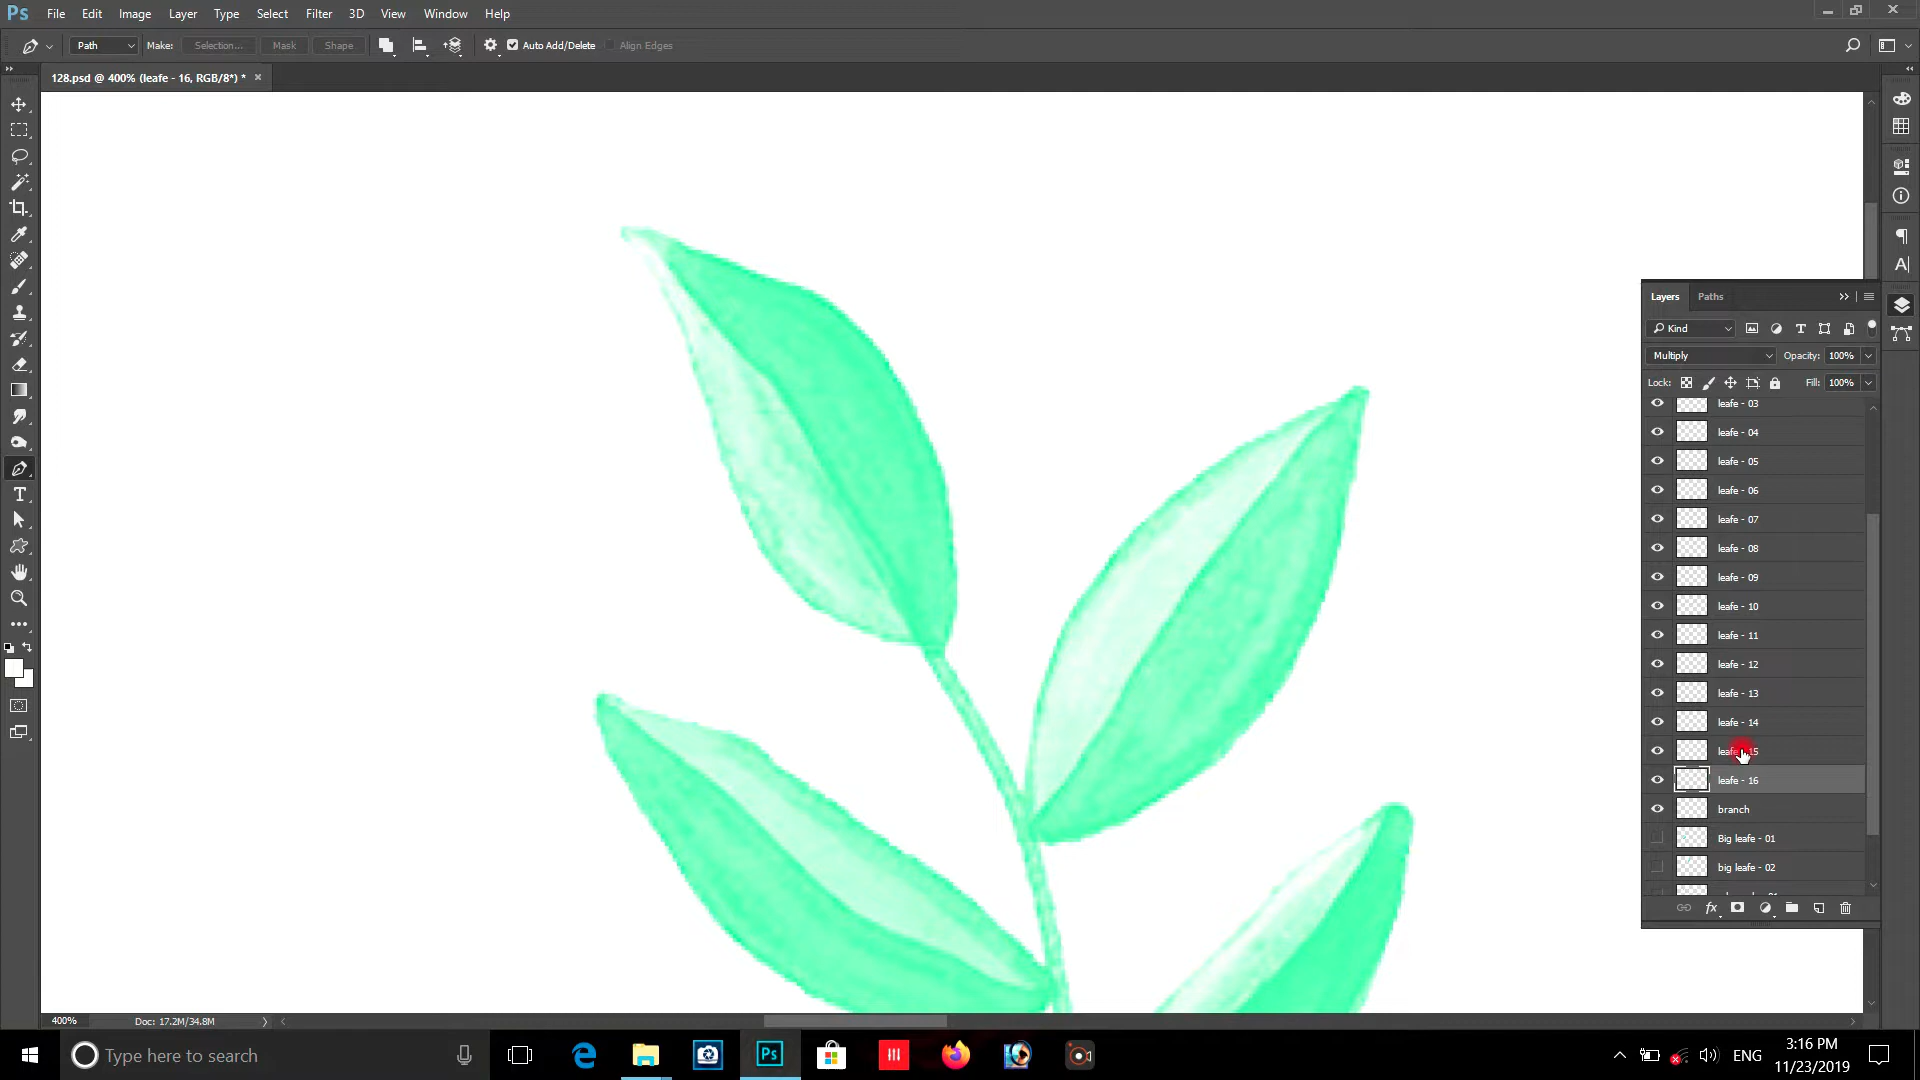 Ps File Edit Image Layer Type Select Filter 3D View Window Help
Path Make: Selection... Mask Shape Auto Add/Delete Align Edges
128.psd @ 400% (leafe - 16, RGB/8*) *
Layers Paths
Kind
Multiply Opacity: 100%
Lock: Fill: 100%
leafe - 03
leafe - 04
leafe - 05
leafe - 06
leafe - 07
leafe - 08
leafe - 09
leafe - 10
leafe - 11
leafe - 12
leafe - 13
leafe - 14
leafe - 15
leafe - 16
branch
Big leafe - 01
big leafe - 02
400% Doc: 17.2M/34.8M
Type here to search
Ps
ENG
3:16 PM
11/23/2019